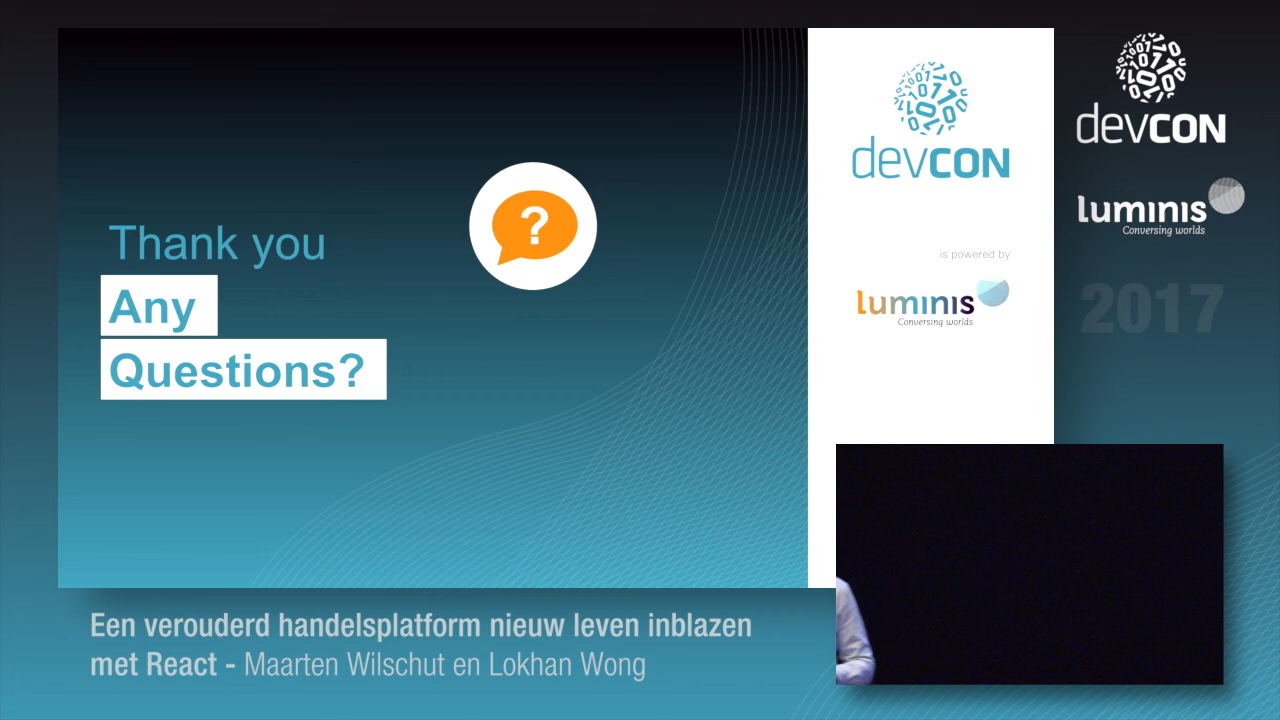 Thank you
Any
Questions?
?
devcon
is powered by
luminis
Conversing worlds
devcon
luminis
Conversing worlds
2017
Een verouderd handelsplatform nieuw leven inblazen
met React - Maarten Wilschut en Lokhan Wong